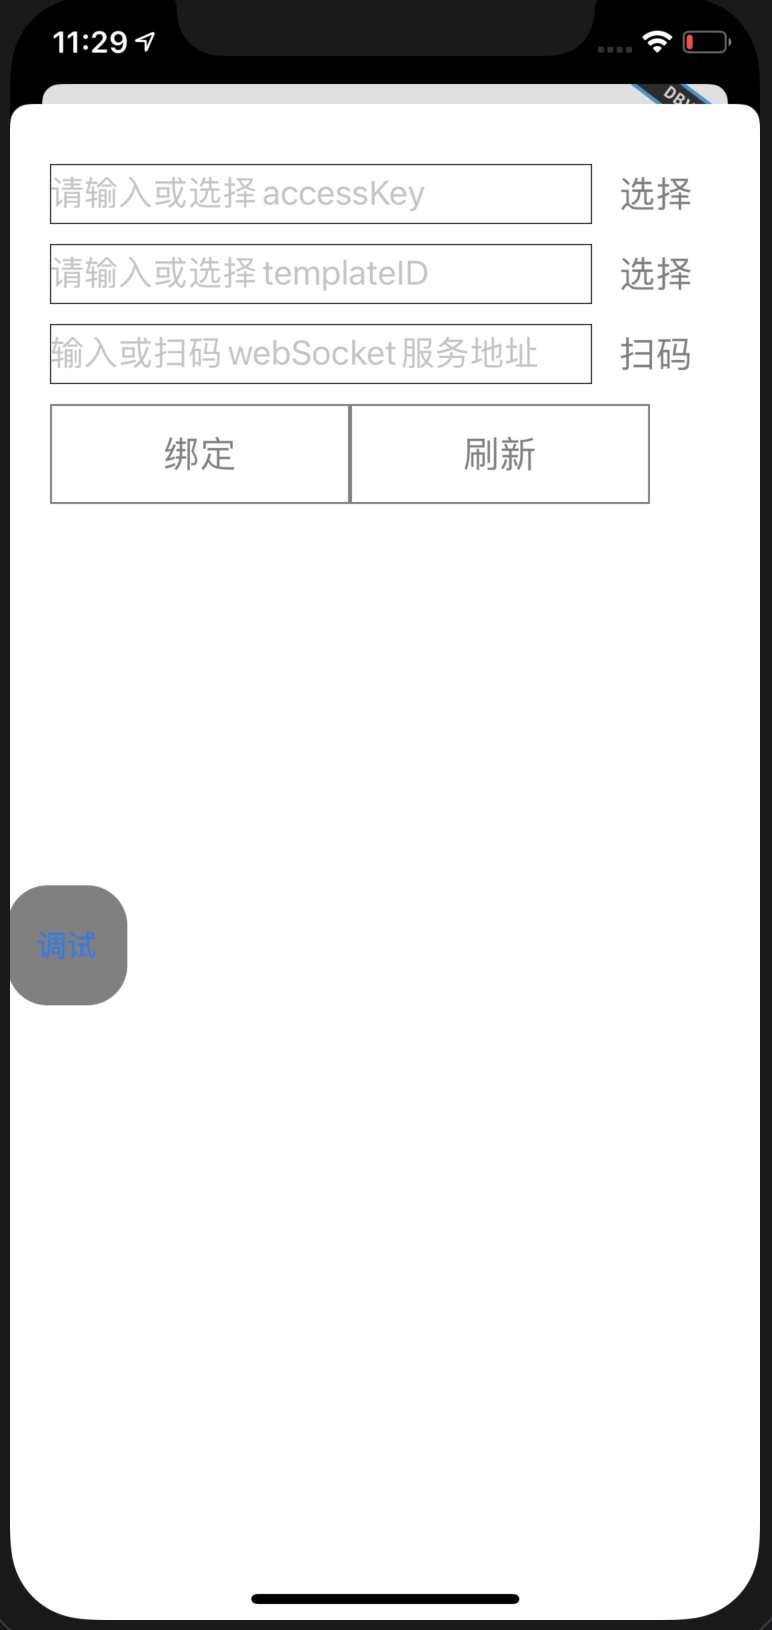 11:29
请输入或选择 accessKey 选择
请输入或选择 templateID 选择
输入或扫码 webSocket 服务地址 扫码
绑定 刷新
调试